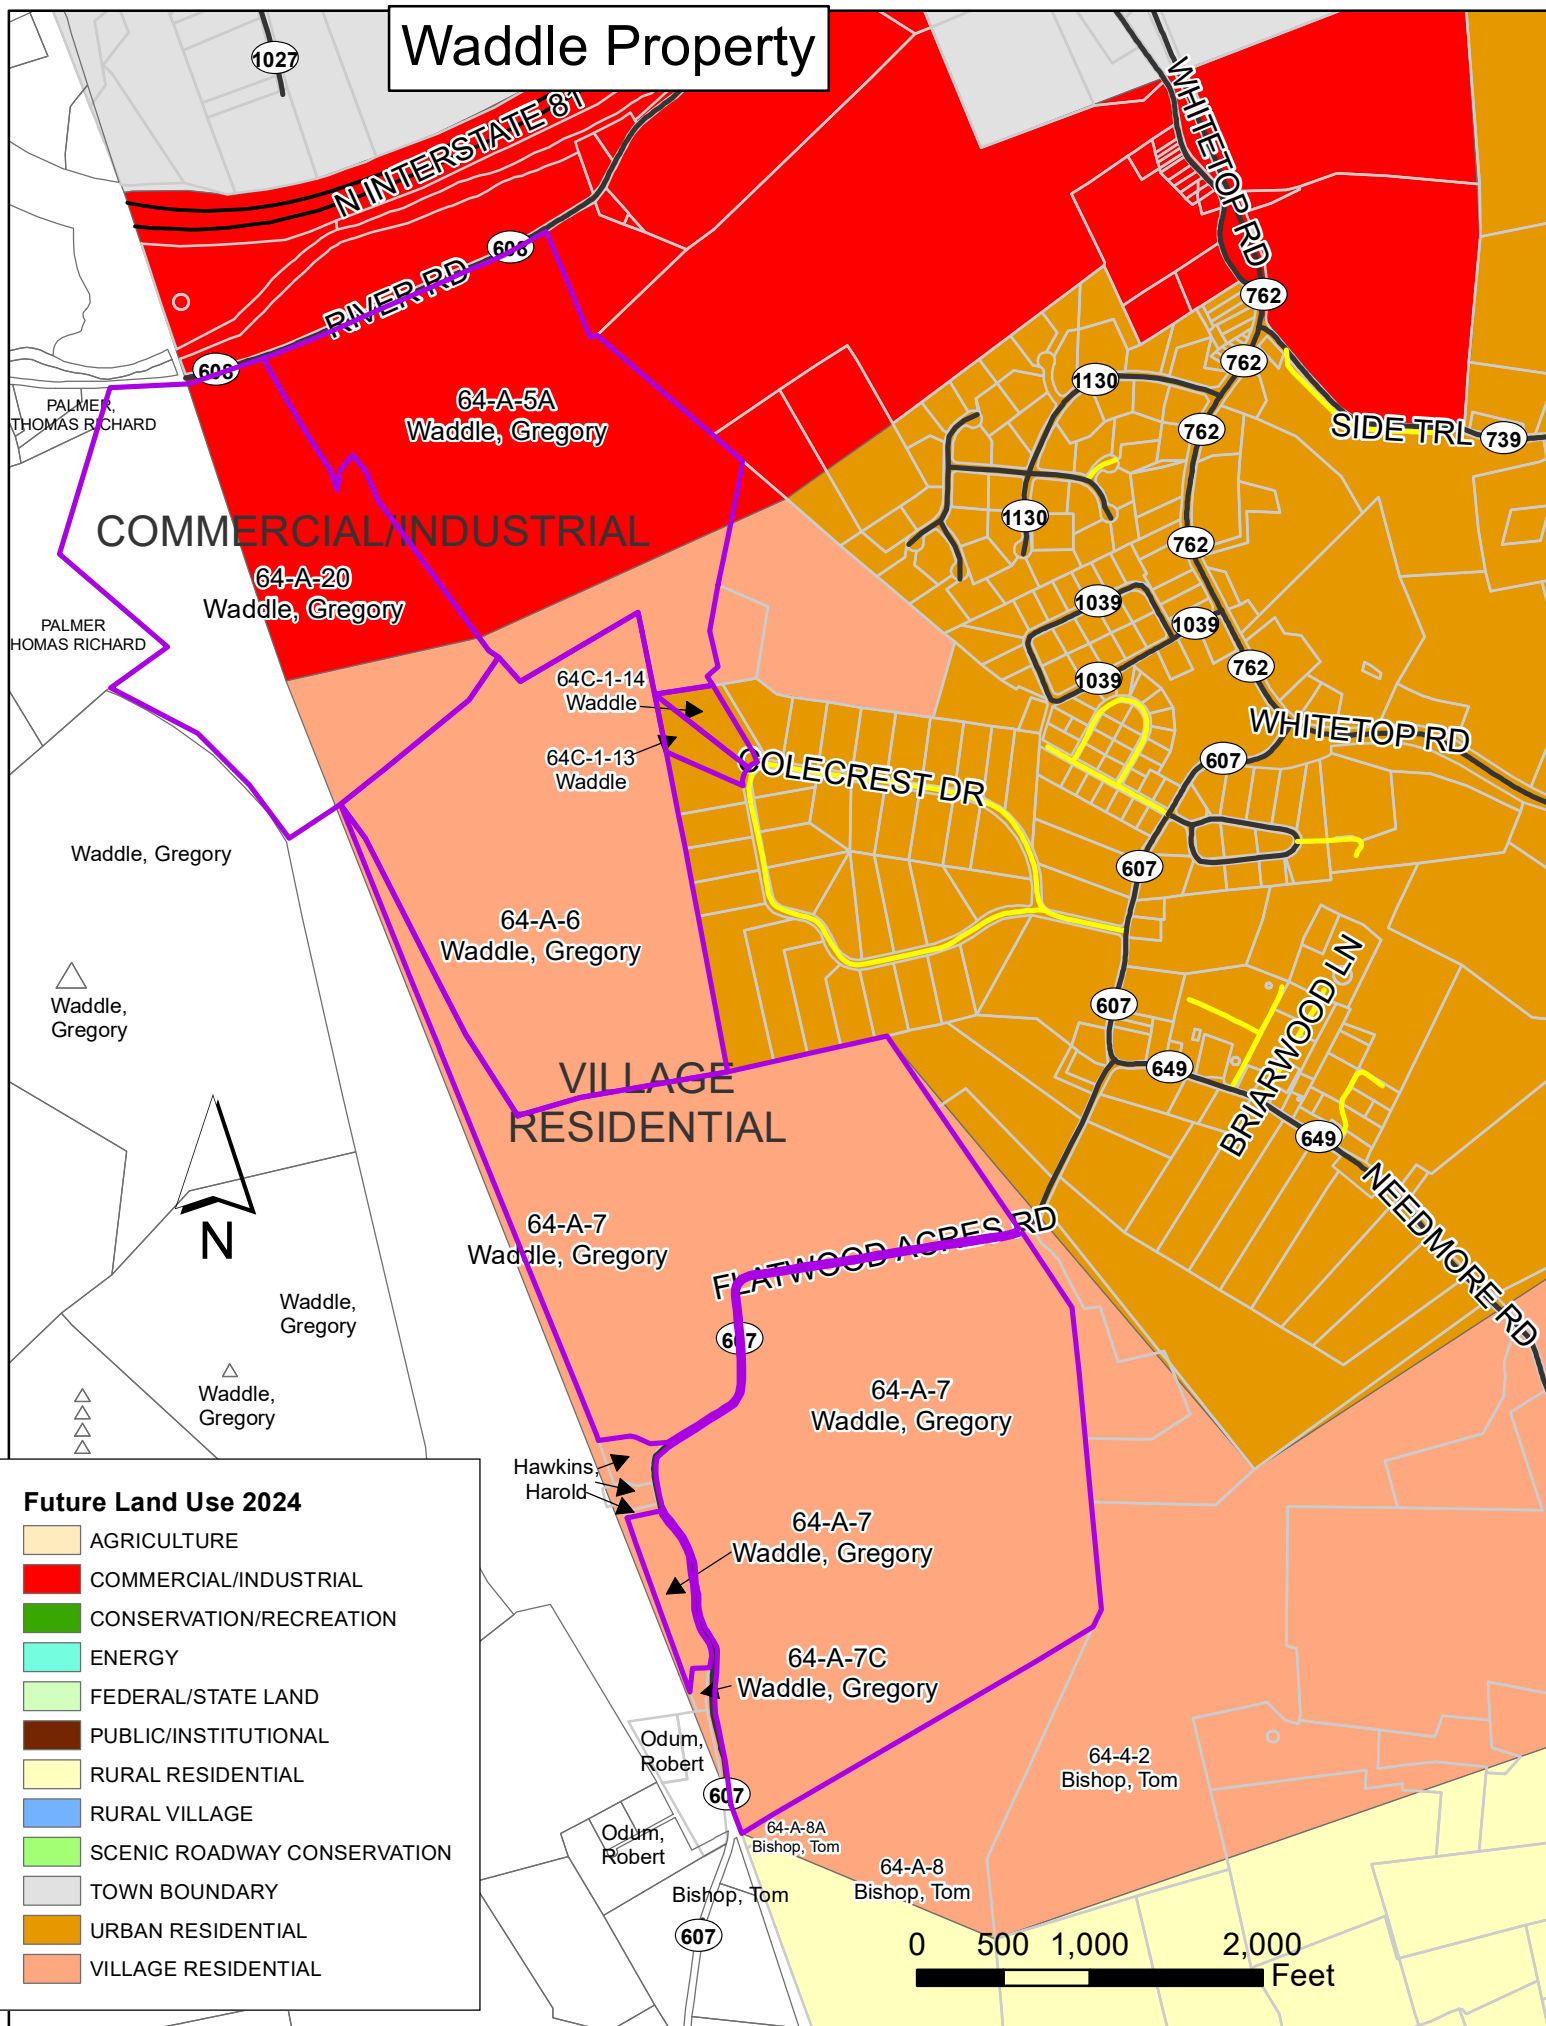 Waddle Property
1027
N INTERSTATE 81
WHITETOP RD
608
RIVER RD
608
762
762
1130
762
SIDE TRL
739
PALMER,
THOMAS RICHARD
64-A-5A
Waddle, Gregory
COMMERCIAL/INDUSTRIAL
1130
762
64-A-20
Waddle, Gregory
1039
1039
1039
762
PALMER
HOMAS RICHARD
64C-1-14
Waddle
64C-1-13
Waddle
COLECREST DR
WHITETOP RD
607
607
Waddle, Gregory
64-A-6
Waddle, Gregory
Waddle,
Gregory
607
649
BRIARWOOD LN
649
VILLAGE
RESIDENTIAL
NEEDMORE RD
N
64-A-7
Waddle, Gregory
FLATWOOD ACRES RD
607
Waddle,
Gregory
Waddle,
Gregory
64-A-7
Waddle, Gregory
Hawkins,
Harold
64-A-7
Waddle, Gregory
64-A-7C
Waddle, Gregory
Odum,
Robert
607
64-4-2
Bishop, Tom
Odum,
Robert
64-A-8A
Bishop, Tom
64-A-8
Bishop, Tom
Bishop, Tom
607
Future Land Use 2024
AGRICULTURE
COMMERCIAL/INDUSTRIAL
CONSERVATION/RECREATION
ENERGY
FEDERAL/STATE LAND
PUBLIC/INSTITUTIONAL
RURAL RESIDENTIAL
RURAL VILLAGE
SCENIC ROADWAY CONSERVATION
TOWN BOUNDARY
URBAN RESIDENTIAL
VILLAGE RESIDENTIAL
0 500 1,000 2,000
Feet